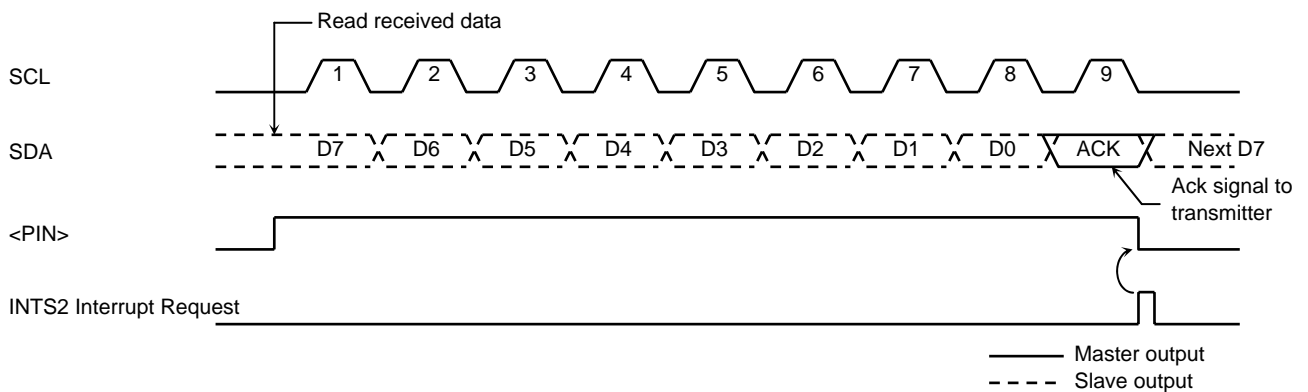 Read received data
SCL
1 2 3 4 5 6 7 8 9
SDA
D7 D6 D5 D4 D3 D2 D1 D0 ACK Next D7
Ack signal to
transmitter
<PIN>
INTS2 Interrupt Request
Master output
Slave output